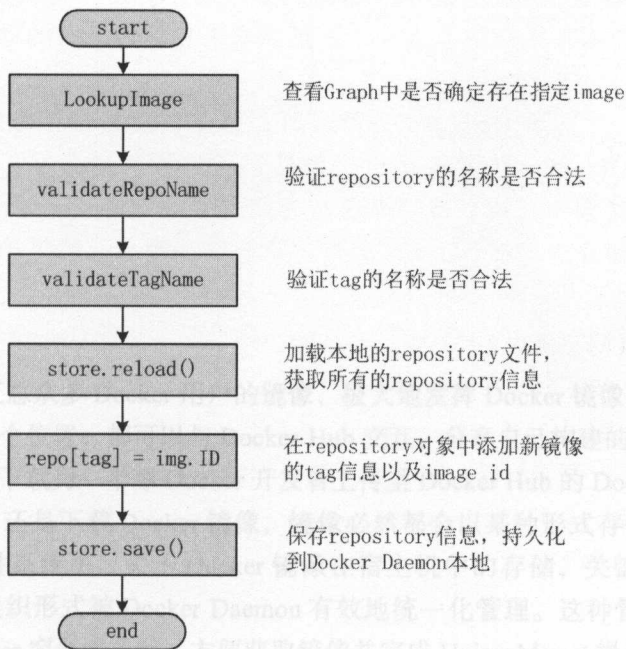 start
LookupImage
查看Graph中是否确定存在指定image
validateRepoName
验证repository的名称是否合法
validateTagName
验证tag的名称是否合法
store.reload()
加载本地的repository文件,
获取所有的repository信息
repo[tag] = img.ID
在repository对象中添加新镜像
的tag信息以及image id
store.save()
保存repository信息, 持久化
到Docker Daemon本地
end